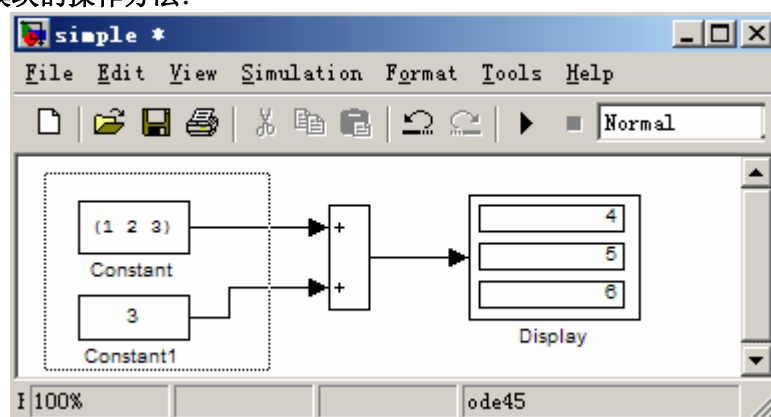 块的操作方法:
simple *
File Edit View Simulation Format Tools Help
Normal
(1 2 3)
Constant
3
Constant1
+
+
4
5
6
Display
100%
ode45